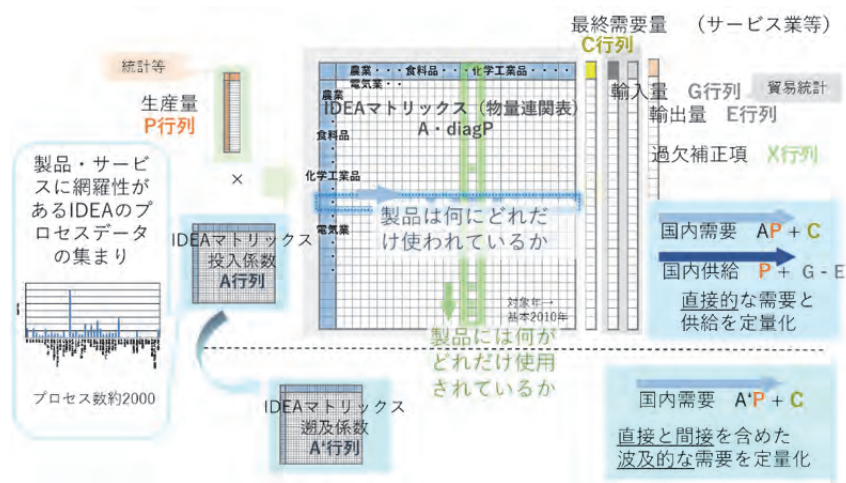 最終需要量 （サービス業等）
C行列
統計等
農業・・・食料品・・・化学工業品・・・・
電気業・・
生産量
P行列
農業
IDEAマトリックス（物量連関表）
A・diagP
輸入量 G行列
貿易統計
輸出量 E行列
食料品
過欠補正項 X行列
製品・サービ
スに網羅性が
あるIDEAのプ
ロセスデータ
の集まり
×
化学工業品
製品は何にどれだ
け使われているか
電気業
IDEAマトリックス
投入係数
A行列
国内需要 AP + C
国内供給 P + G - E
直接的な需要と
供給を定量化
対象年→
基本2010年
製品には何が
どれだけ使用
されているか
プロセス数約2000
IDEAマトリックス
遡及係数
A'行列
国内需要 A'P + C
直接と間接を含めた
波及的な需要を定量化